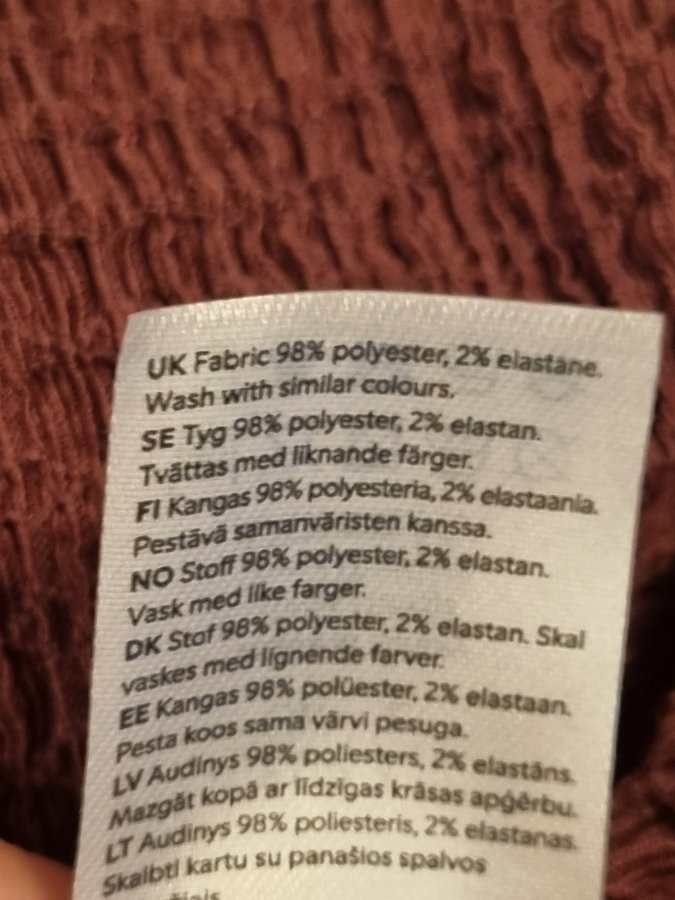 UK Fabric 98% polyester, 2% elastane.
Wash with similar colours.
SE Tyg 98% polyester, 2% elastan.
Tvättas med liknande färger.
FI Kangas 98% polyesteria, 2% elastaania.
Pestävä samanväristen kanssa.
NO Stoff 98% polyester, 2% elastan.
Vask med like farger.
DK Stof 98% polyester, 2% elastan. Skal
vaskes med lignende farver.
EE Kangas 98% polüester, 2% elastaan.
Pesta koos sama värvi pesuga.
LV Audinys 98% poliesters, 2% elastāns.
Mazgāt kopā ar līdzīgas krāsas apģērbu.
LT Audinys 98% poliesteris, 2% elastanas.
Skalbti kartu su panašios spalvos